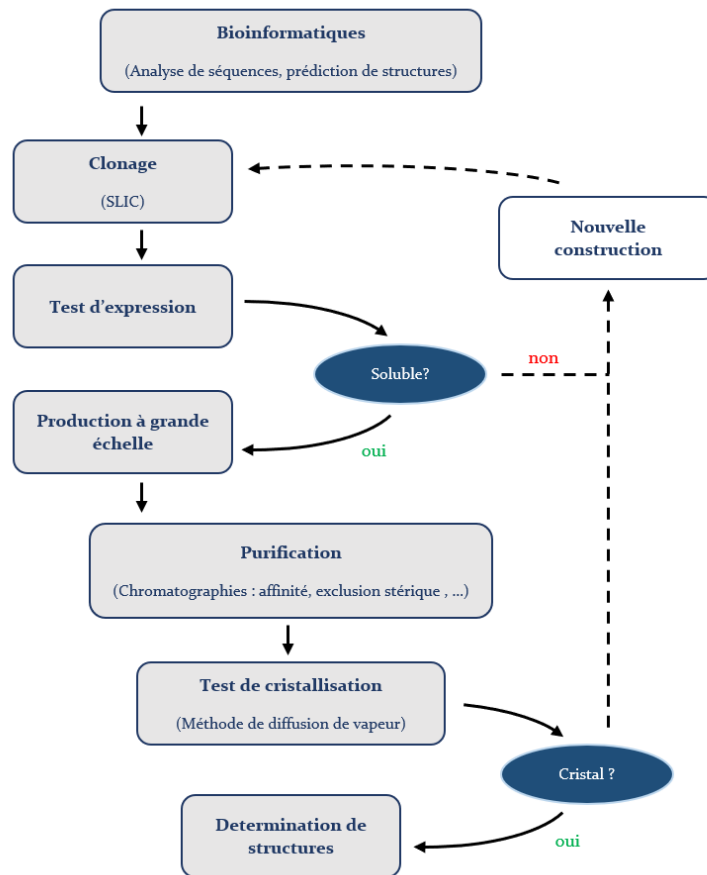 Bioinformatiques
(Analyse de séquences, prédiction de structures)
Clonage
(SLIC)
Nouvelle
construction
Test d'expression
Soluble?
non
Production à grande
échelle
oui
Purification
(Chromatographies : affinité, exclusion stérique , ...)
Test de cristallisation
(Méthode de diffusion de vapeur)
Cristal ?
Determination de
structures
oui